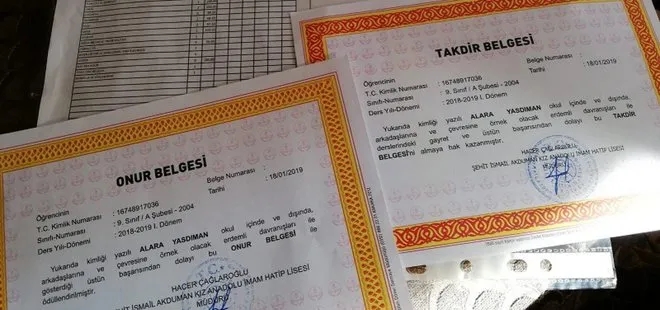 ONUR BELGESİ
Belge Numarası :
Tarihi : 18/01/2019
Öğrencinin
T.C. Kimlik Numarası : 16748917036
Sınıfı-Numarası : 9. Sınıf / A Şubesi - 2004
Ders Yılı-Dönemi : 2018-2019 I. Dönem
Yukarıda kimliği yazılı ALARA YASDIMAN okul içinde ve dışında,
arkadaşlarına ve çevresine örnek olacak erdemli davranışları ile
gösterdiği üstün başarısından dolayı bu ONUR BELGESİ ile
ödüllendirilmiştir.
HACER ÇAĞLAROĞLU
ŞEHİT İSMAİL AKDUMAN KIZ ANADOLU İMAM HATİP LİSESİ
MÜDÜRÜ
TAKDİR BELGESİ
Belge Numarası :
Tarihi : 18/01/2019
Öğrencinin
T.C. Kimlik Numarası : 16748917036
Sınıfı-Numarası : 9. Sınıf / A Şubesi - 2004
Ders Yılı-Dönemi : 2018-2019 I. Dönem
Yukarıda kimliği yazılı ALARA YASDIMAN okul içinde ve dışında,
arkadaşlarına ve çevresine örnek olacak erdemli davranışları ile
derslerindeki gayret ve üstün başarısından dolayı bu TAKDİR
BELGESİ'ni almaya hak kazanmıştır.
HACER ÇAĞLAROĞLU
ŞEHİT İSMAİL AKDUMAN KIZ ANADOLU İMAM HATİP LİSESİ
MÜDÜRÜ